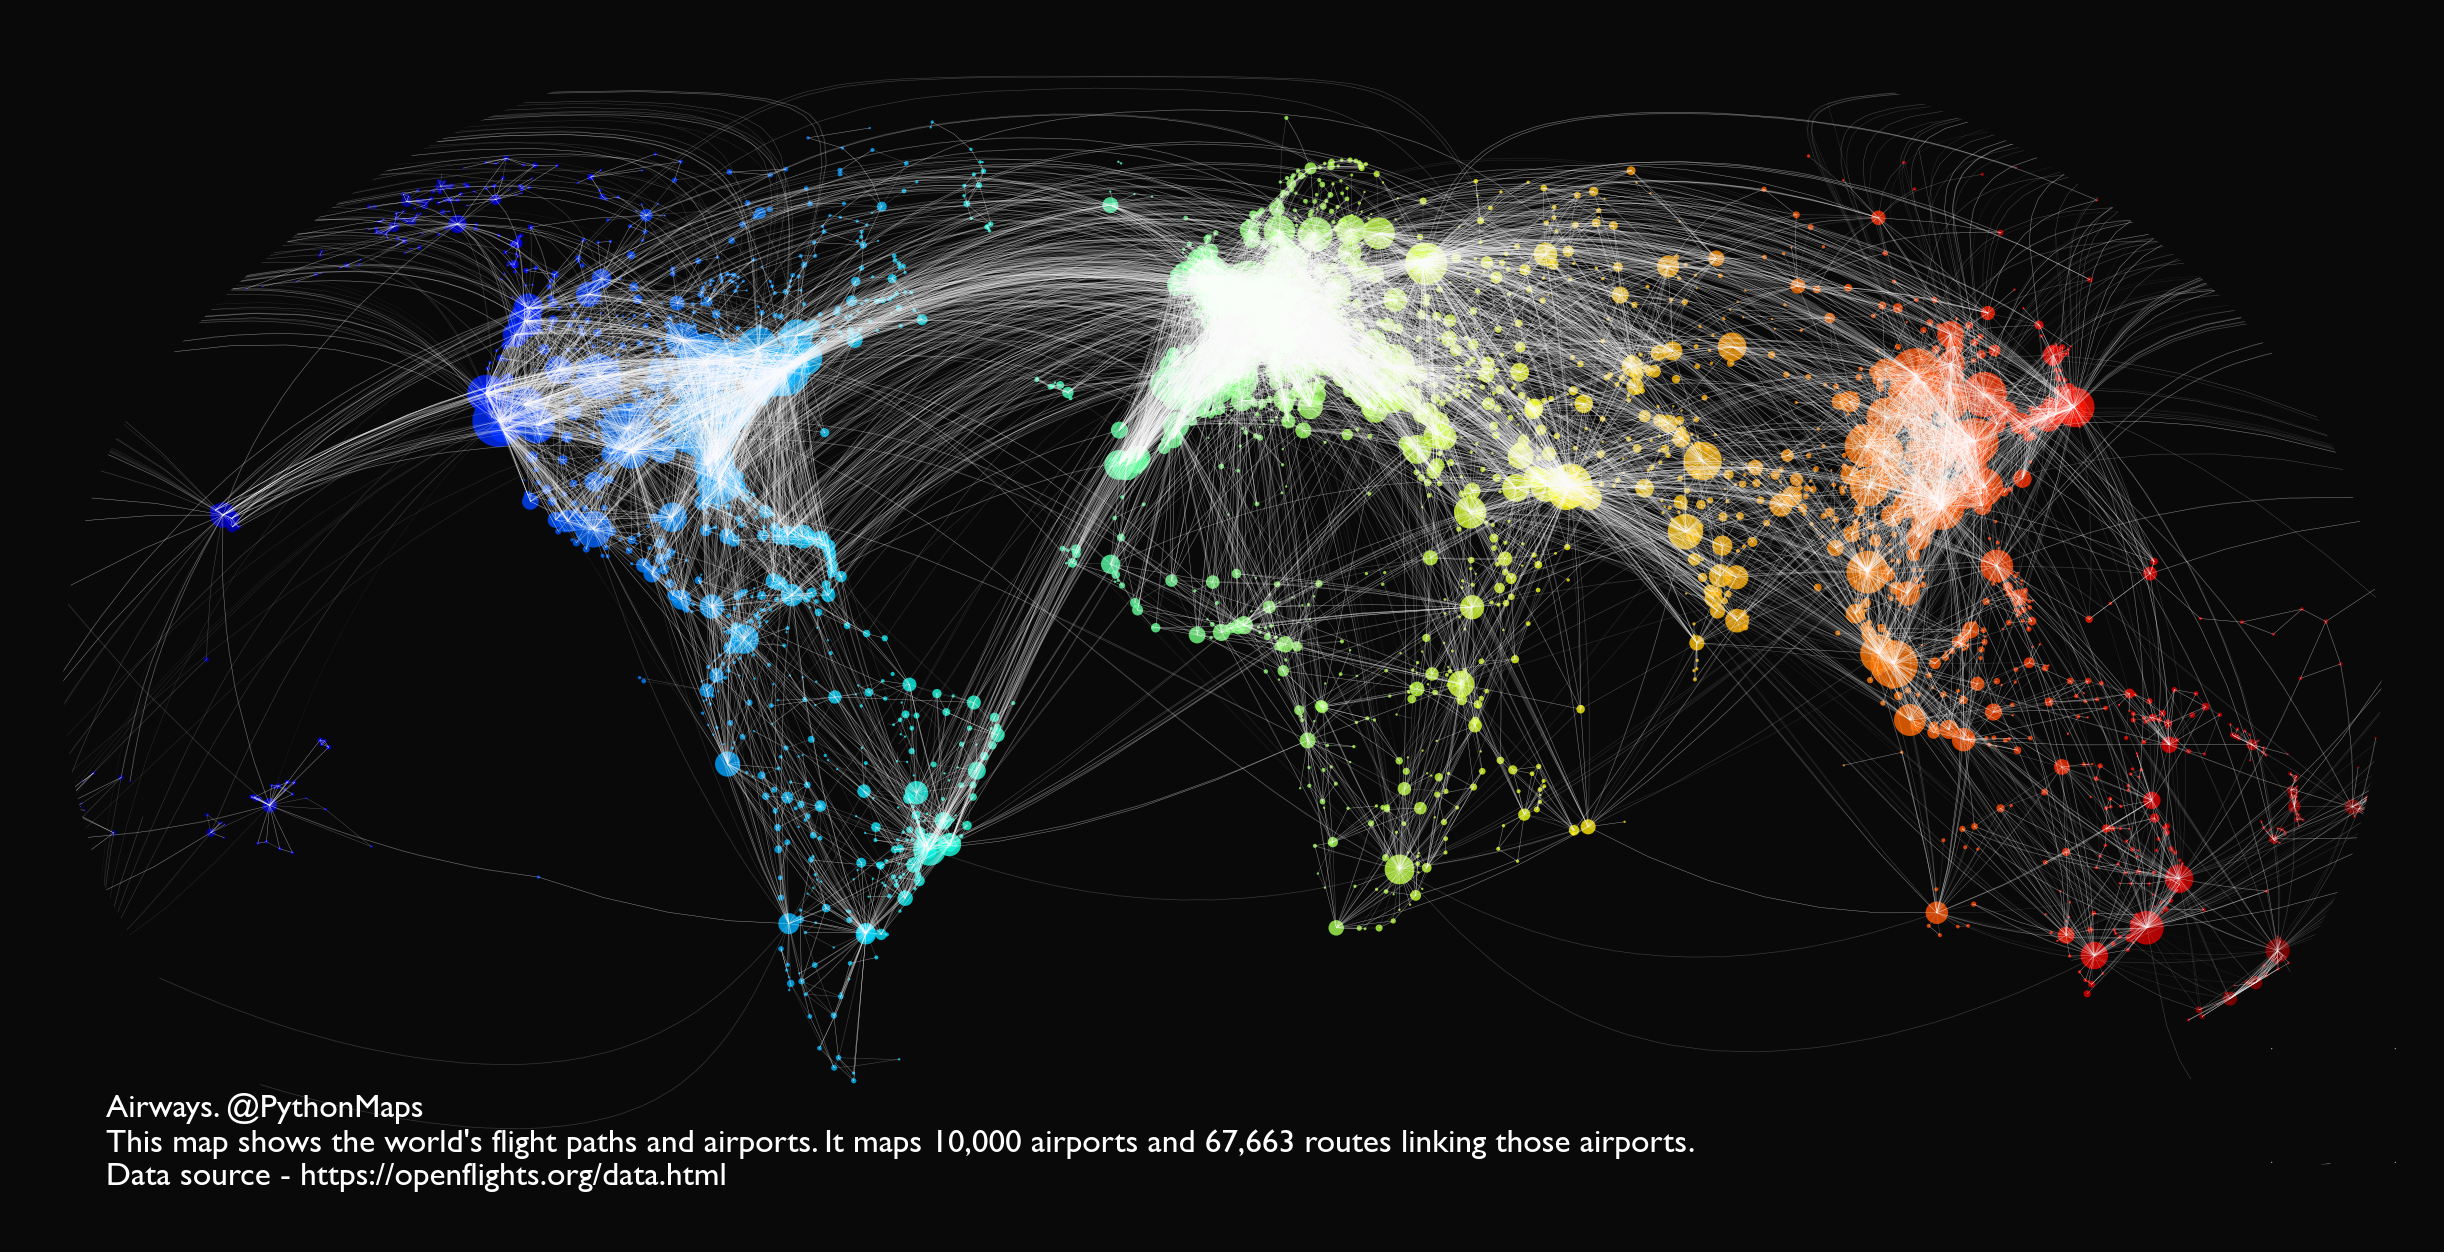 Airways. @PythonMaps
This map shows the world's flight paths and airports. It maps 10,000 airports and 67,663 routes linking those airports.
Data source - https://openflights.org/data.html